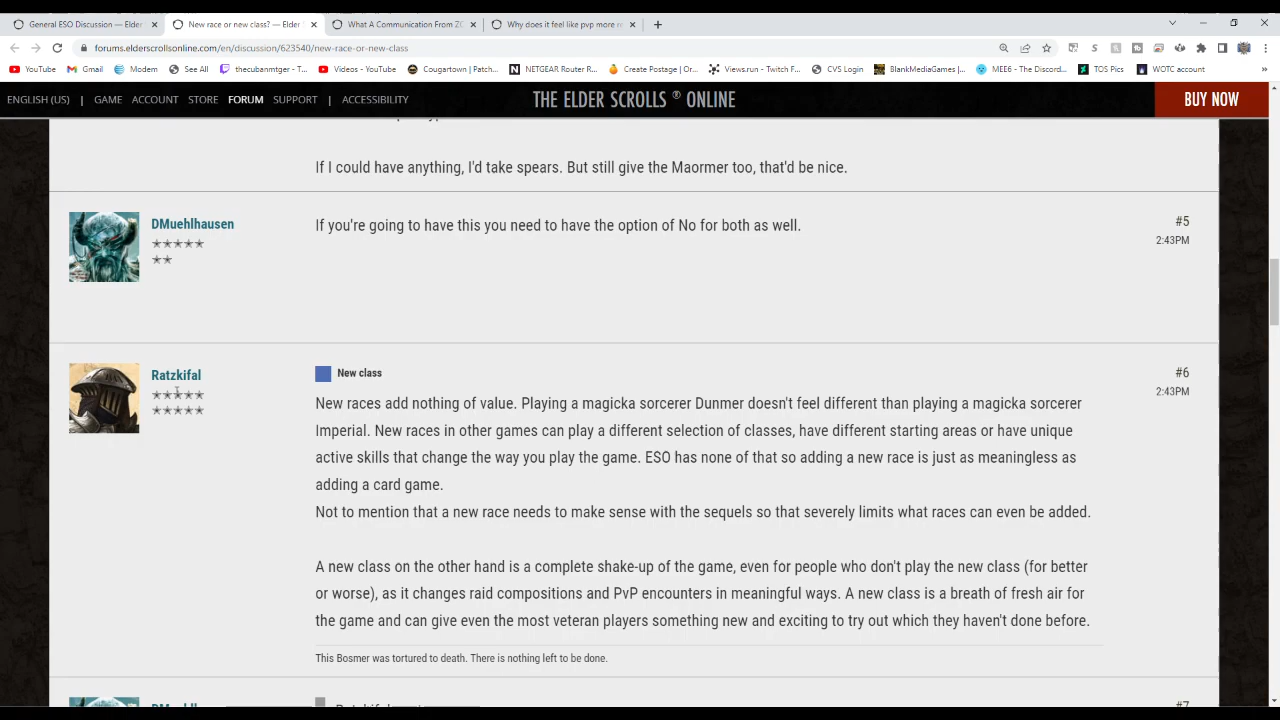 General ESO Discussion — Elder
New race or new class? — Elder S
What A Communication From ZO
Why does it feel like pvp more re
forums.elderscrollsonline.com/en/discussion/623540/new-race-or-new-class
YouTube
Gmail
Modem
See All
thecubanmtger - T...
Videos - YouTube
Cougartown | Patch...
NETGEAR Router R...
Create Postage | Or...
Views.run - Twitch F...
CVS Login
BlankMediaGames |...
MEE6 - The Discord...
TOS Pics
WOTC account
ENGLISH (US) | GAME ACCOUNT STORE FORUM SUPPORT | ACCESSIBILITY
THE ELDER SCROLLS ® ONLINE
BUY NOW
If I could have anything, I'd take spears. But still give the Maormer too, that'd be nice.
DMuehlhausen
If you're going to have this you need to have the option of No for both as well.
#5
2:43PM
Ratzkifal
New class
#6
2:43PM
New races add nothing of value. Playing a magicka sorcerer Dunmer doesn't feel different than playing a magicka sorcerer
Imperial. New races in other games can play a different selection of classes, have different starting areas or have unique
active skills that change the way you play the game. ESO has none of that so adding a new race is just as meaningless as
adding a card game.
Not to mention that a new race needs to make sense with the sequels so that severely limits what races can even be added.
A new class on the other hand is a complete shake-up of the game, even for people who don't play the new class (for better
or worse), as it changes raid compositions and PvP encounters in meaningful ways. A new class is a breath of fresh air for
the game and can give even the most veteran players something new and exciting to try out which they haven't done before.
This Bosmer was tortured to death. There is nothing left to be done.
#7